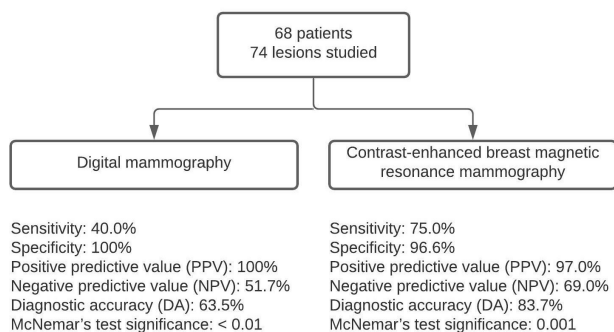 68 patients
74 lesions studied
Digital mammography
Contrast-enhanced breast magnetic
resonance mammography
Sensitivity: 40.0%
Specificity: 100%
Positive predictive value (PPV): 100%
Negative predictive value (NPV): 51.7%
Diagnostic accuracy (DA): 63.5%
McNemar's test significance: < 0.01
Sensitivity: 75.0%
Specificity: 96.6%
Positive predictive value (PPV): 97.0%
Negative predictive value (NPV): 69.0%
Diagnostic accuracy (DA): 83.7%
McNemar's test significance: 0.001